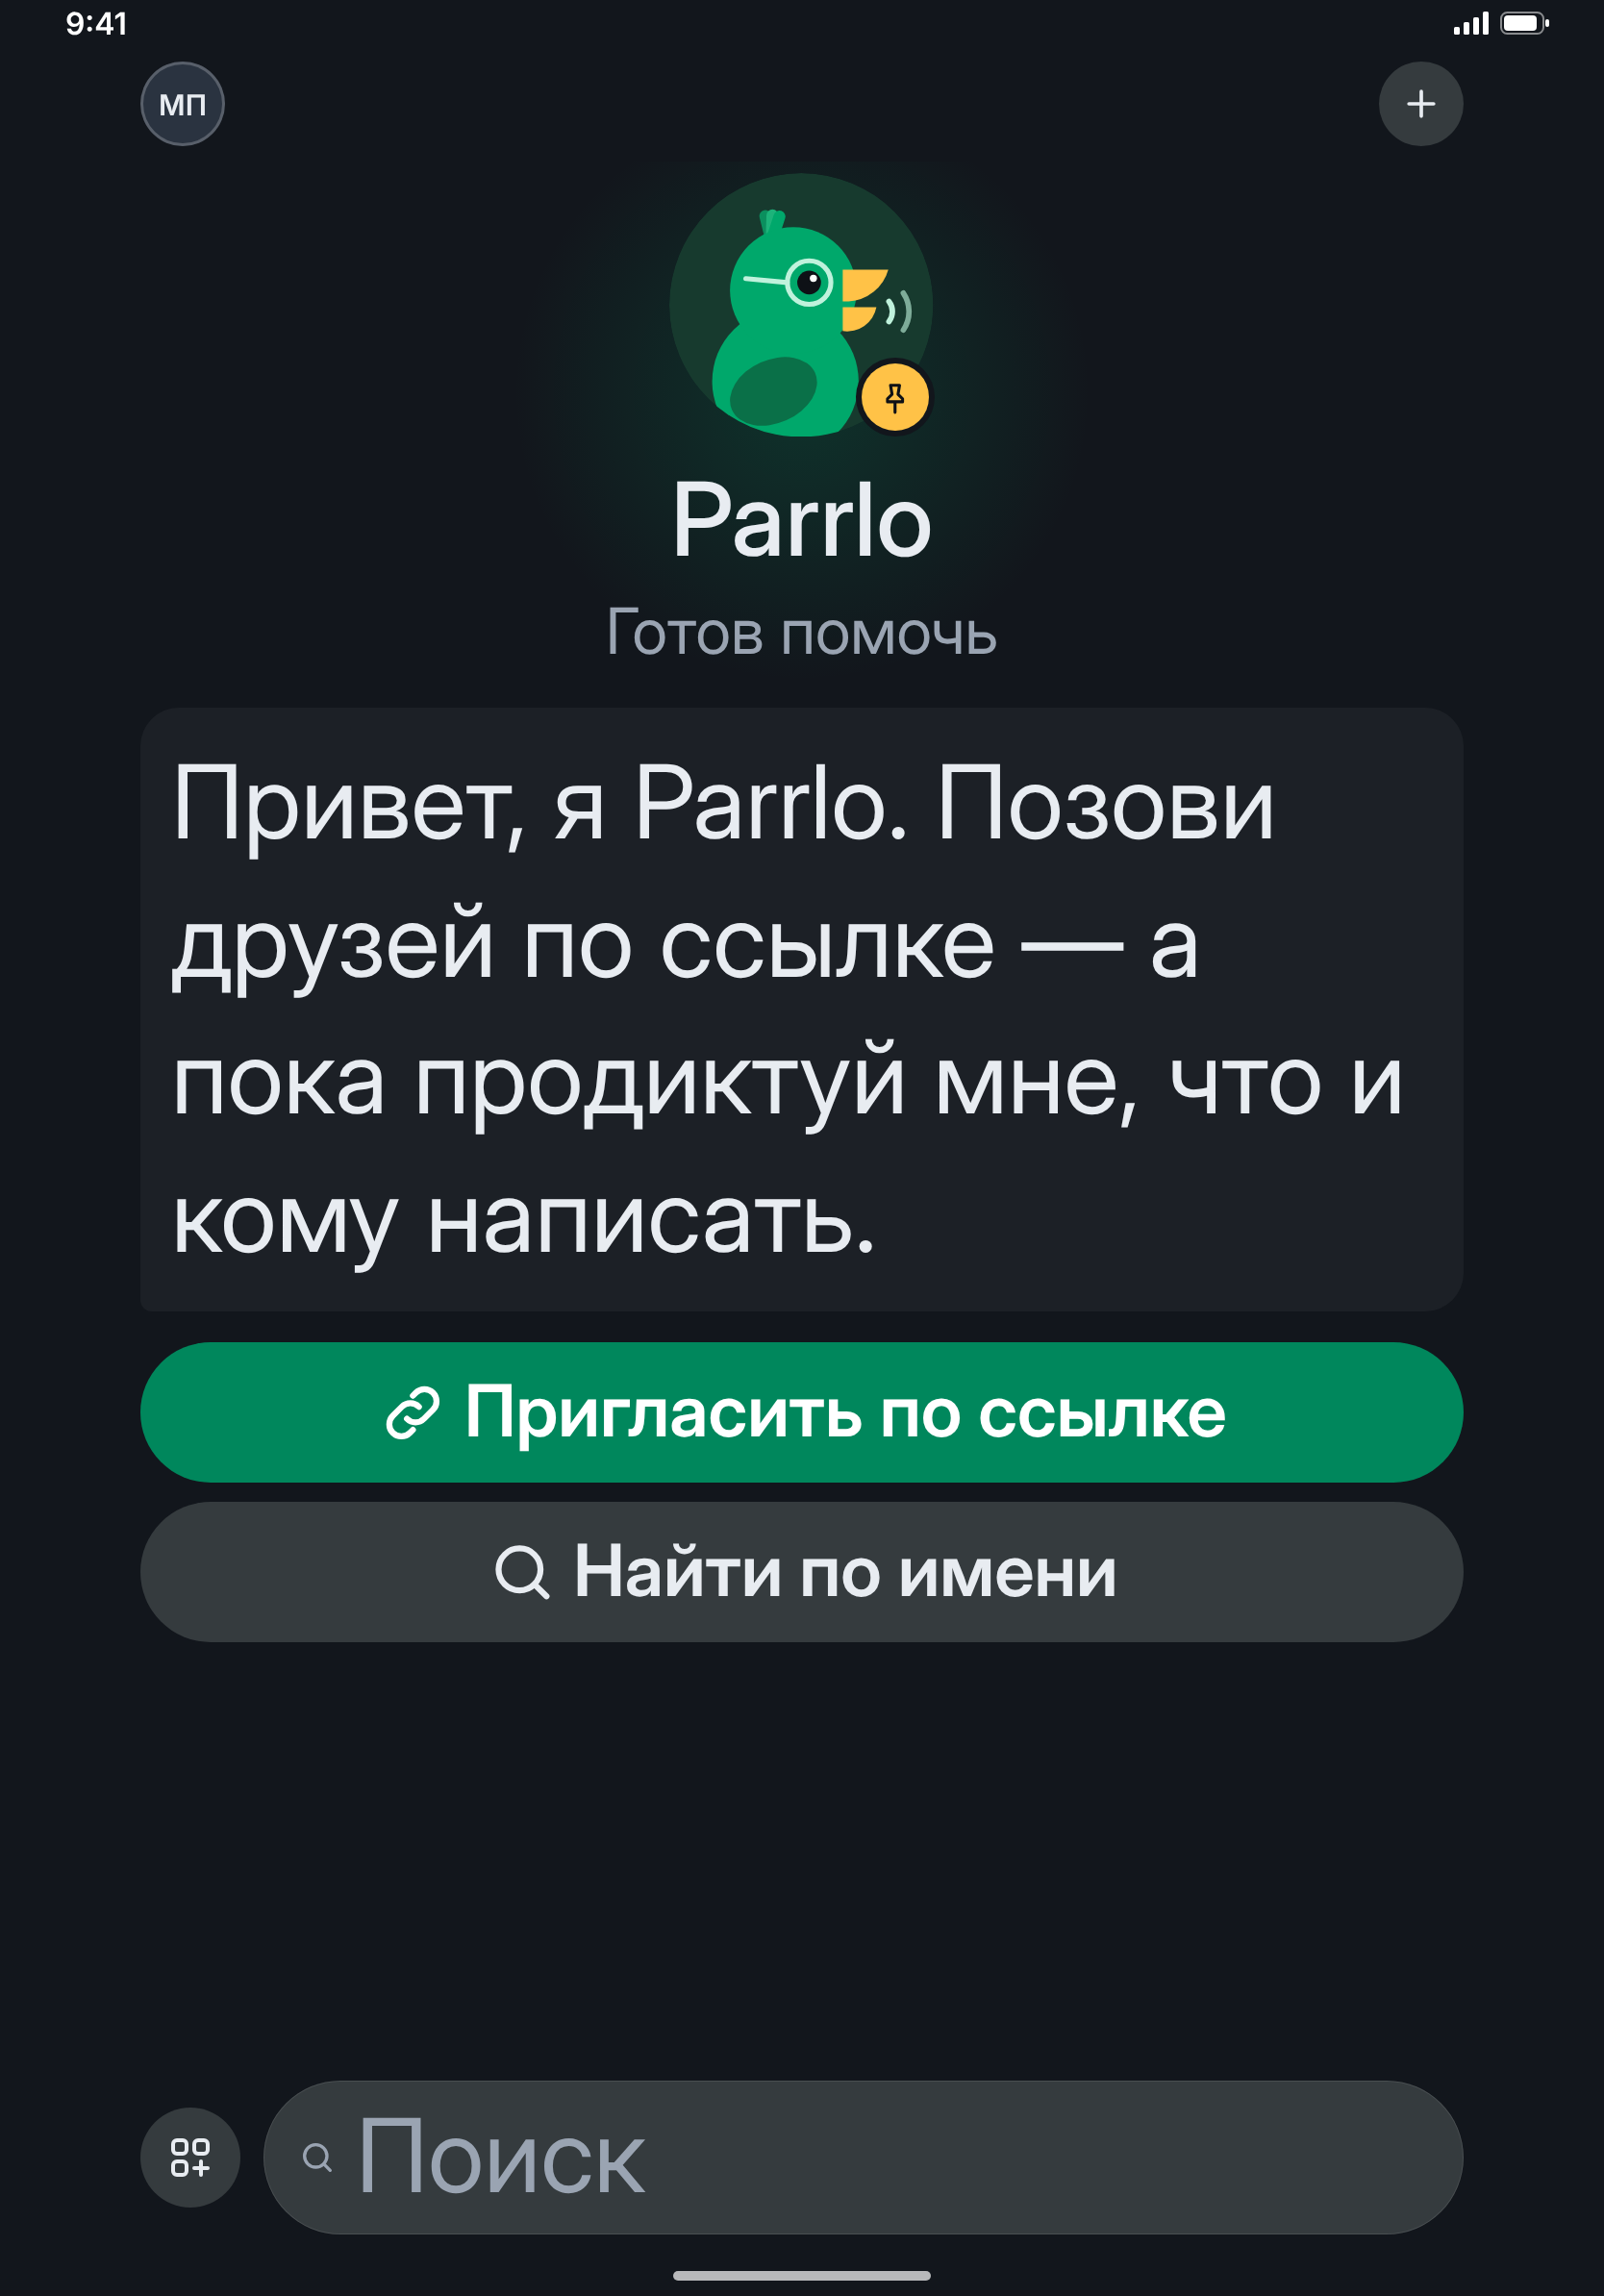 9:41
МП
Parrlo
Готов помочь
Привет, я Parrlo. Позови
друзей по ссылке — а
пока продиктуй мне, что и
кому написать.
Пригласить по ссылке
Найти по имени
Поиск